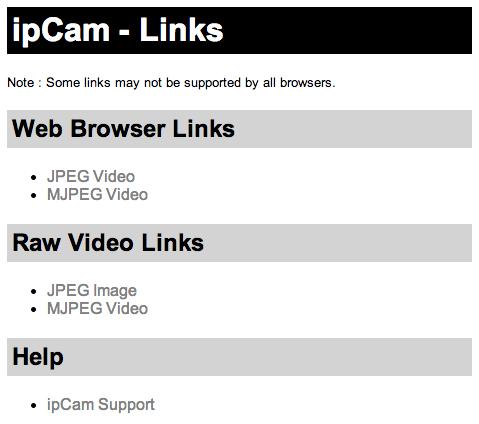 ipCam - Links
Note : Some links may not be supported by all browsers.
Web Browser Links
JPEG Video
MJPEG Video
Raw Video Links
JPEG Image
MJPEG Video
Help
ipCam Support